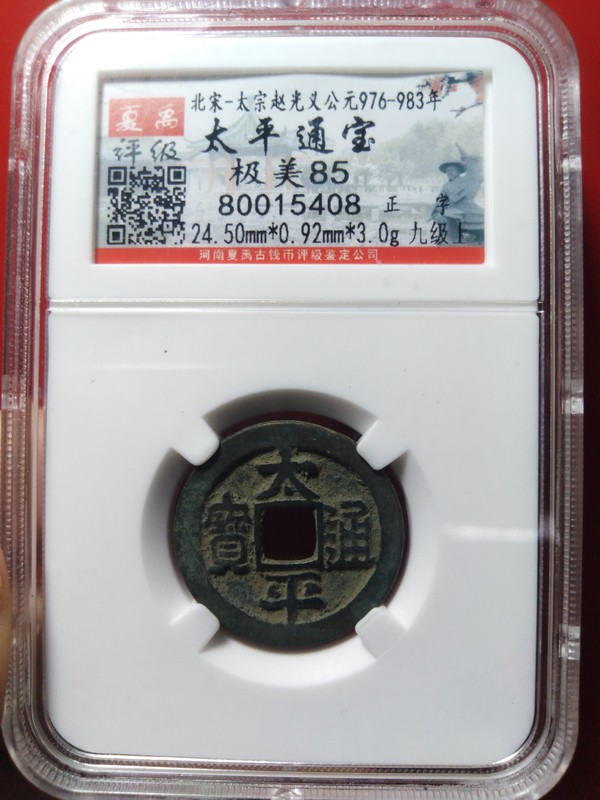 夏禹
评级
北宋-太宗赵光义公元976-983年
太平通宝
极美85
80015408 正字
24.50mm*0.92mm*3.0g 九级上
河南夏禹古钱币评级鉴定公司
太平通寶